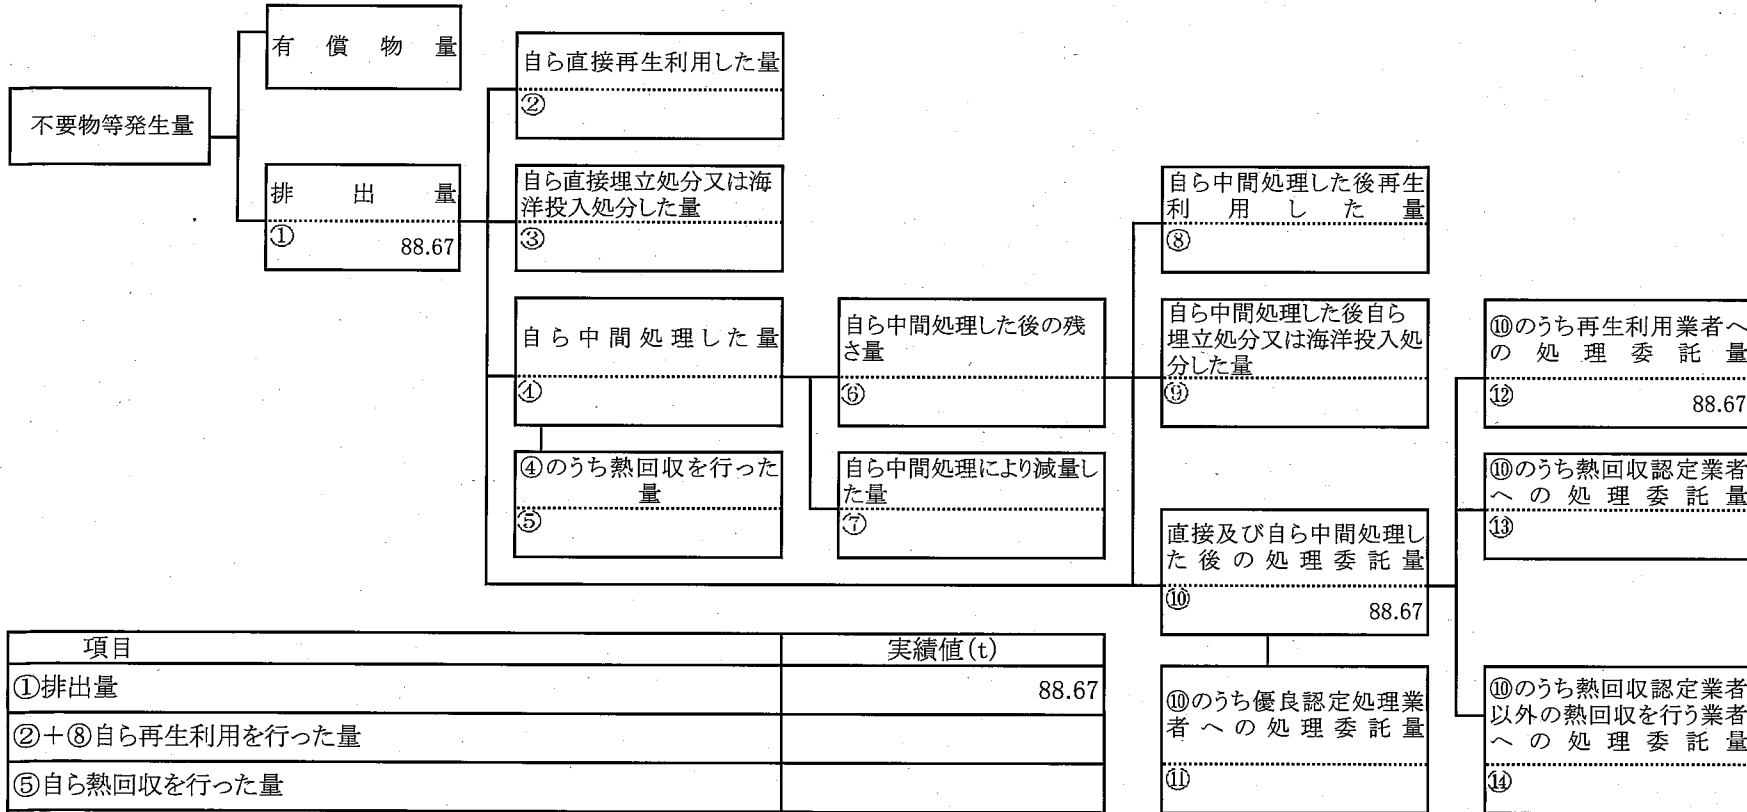 有償物量
不要物等発生量
排出量
① 88.67
自ら直接再生利用した量
②
自ら直接埋立処分又は海
洋投入処分した量
③
自ら中間処理した量
④
④のうち熱回収を行った
量
⑤
自ら中間処理した後の残
さ量
⑥
自ら中間処理により減量し
た量
⑦
自ら中間処理した後再生
利用した量
⑧
自ら中間処理した後自ら
埋立処分又は海洋投入処
分した量
⑨
直接及び自ら中間処理し
た後の処理委託量
⑩ 88.67
⑩のうち優良認定処理業
者への処理委託量
⑪
⑩のうち再生利用業者へ
の処理委託量
⑫ 88.67
⑩のうち熱回収認定業者
への処理委託量
⑬
⑩のうち熱回収認定業者
以外の熱回収を行う業者
への処理委託量
⑭
項目 実績値(t)
①排出量 88.67
②+⑧自ら再生利用を行った量
⑤自ら熱回収を行った量